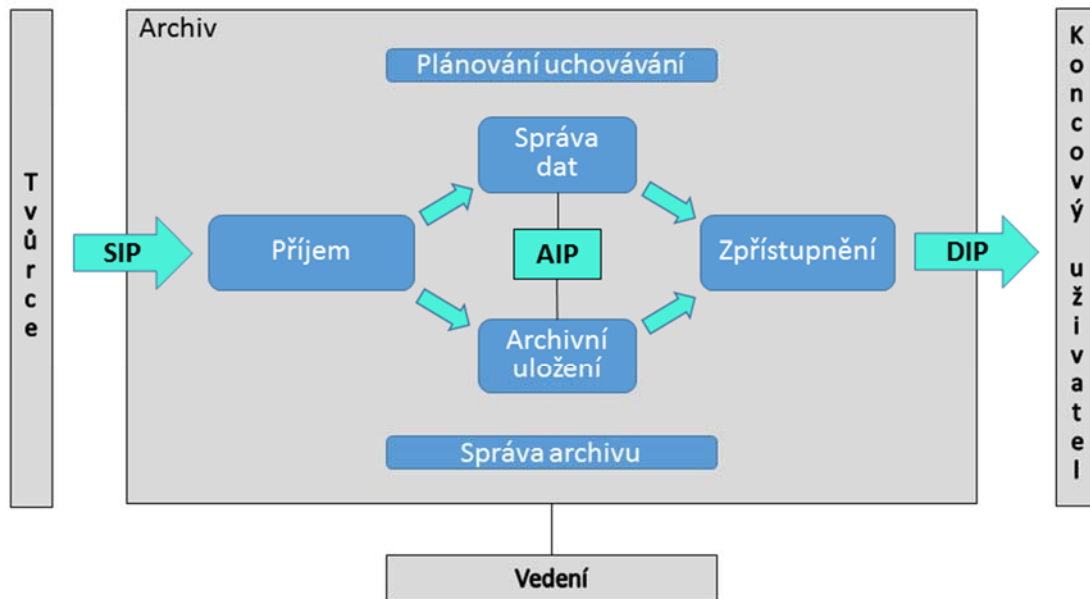 Archiv
Plánování uchovávání
Správa
dat
Tvůrce
SIP
Příjem
AIP
Zpřístupnění
DIP
Koncový uživatel
Archivní
uložení
Správa archivu
Vedení